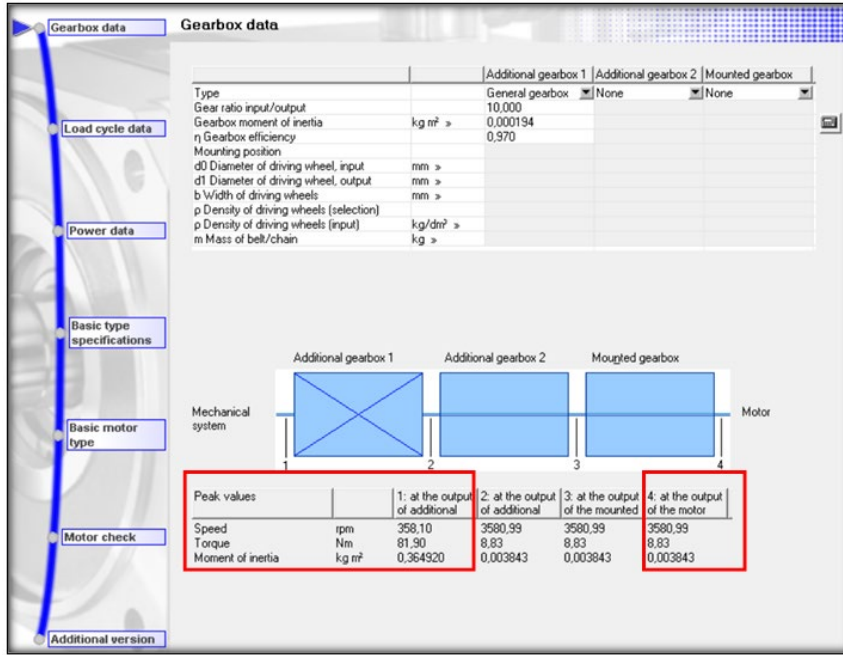 Gearbox data
Gearbox data
Load cycle data
Power data
Basic type
specifications
Basic motor
type
Motor check
Additional version
Additional gearbox 1 Additional gearbox 2 Mounted gearbox
Type General gearbox None None
Gear ratio input/output 10,000
Gearbox moment of inertia kg m² » 0,000194
η Gearbox efficiency 0,970
Mounting position
d0 Diameter of driving wheel, input mm »
d1 Diameter of driving wheel, output mm »
b Width of driving wheels mm »
ρ Density of driving wheels (selection)
ρ Density of driving wheels (input) kg/dm³ »
m Mass of belt/chain kg »
Additional gearbox 1 Additional gearbox 2 Mounted gearbox
Mechanical
system
Motor
1 2 3 4
Peak values 1: at the output 2: at the output 3: at the output 4: at the output
of additional of additional of the mounted of the motor
Speed rpm 358,10 3580,99 3580,99 3580,99
Torque Nm 81,90 8,83 8,83 8,83
Moment of inertia kg m² 0,364920 0,003843 0,003843 0,003843